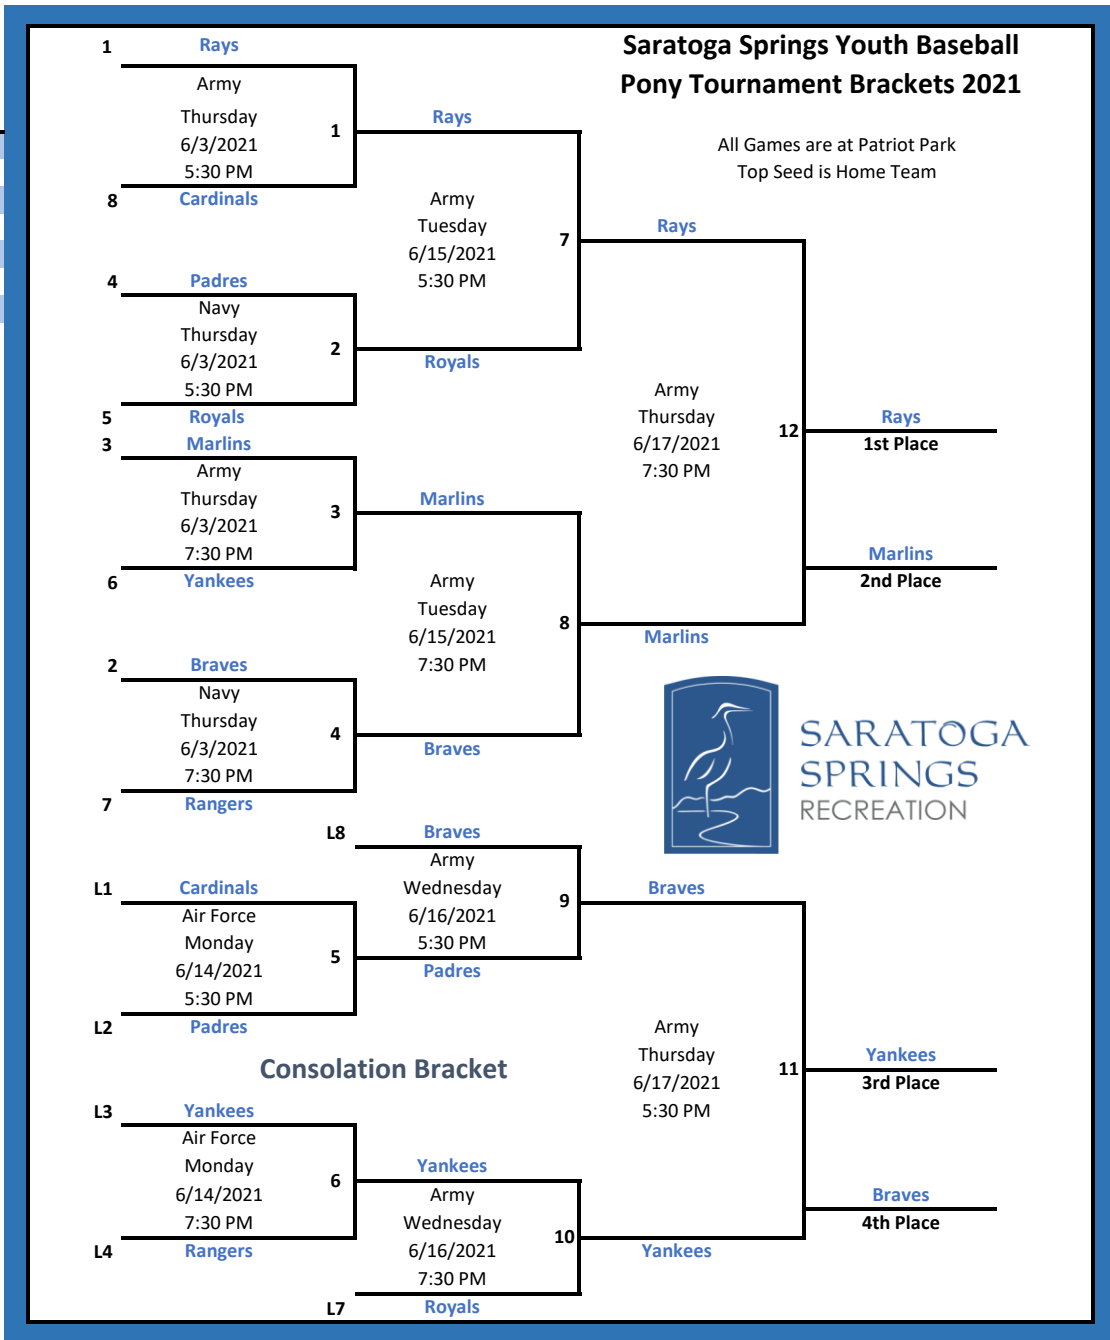 Saratoga Springs Youth Baseball
Pony Tournament Brackets 2021
All Games are at Patriot Park
Top Seed is Home Team
1
Rays
Army
Thursday
6/3/2021
5:30 PM
1
8
Cardinals
Rays
Army
Tuesday
6/15/2021
5:30 PM
7
4
Padres
Navy
Thursday
6/3/2021
5:30 PM
2
5
Royals
Royals
Rays
Army
Thursday
6/17/2021
7:30 PM
12
Rays
1st Place
3
Marlins
Army
Thursday
6/3/2021
7:30 PM
3
6
Yankees
Marlins
Army
Tuesday
6/15/2021
7:30 PM
8
Marlins
Marlins
2nd Place
2
Braves
Navy
Thursday
6/3/2021
7:30 PM
4
7
Rangers
Braves
SARATOGA
SPRINGS
RECREATION
L8
Braves
Army
Wednesday
6/16/2021
5:30 PM
9
Padres
L1
Cardinals
Air Force
Monday
6/14/2021
5:30 PM
5
L2
Padres
Braves
Army
Thursday
6/17/2021
5:30 PM
11
Yankees
3rd Place
Consolation Bracket
L3
Yankees
Air Force
Monday
6/14/2021
7:30 PM
6
L4
Rangers
Yankees
Army
Wednesday
6/16/2021
7:30 PM
10
L7
Royals
Yankees
Braves
4th Place